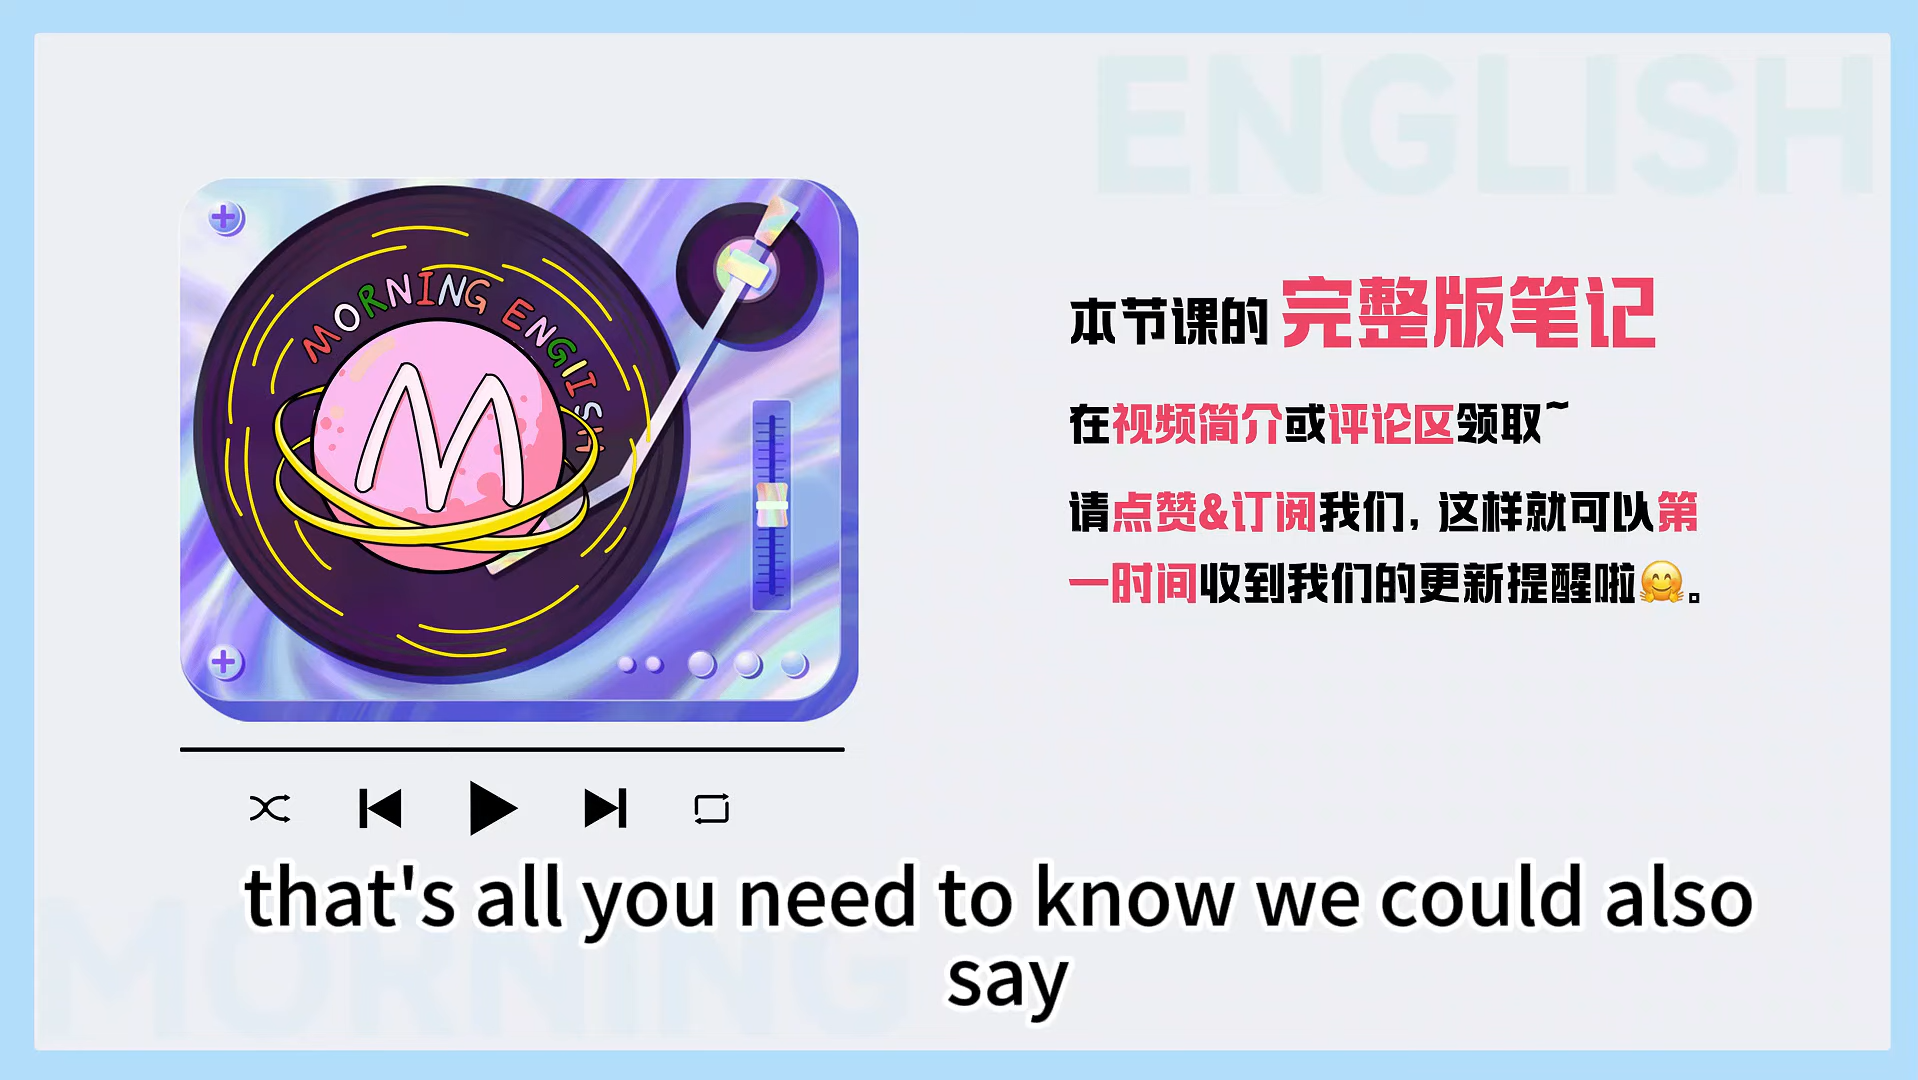 ENGLISH
MORNING ENGlISH
M
本节课的 完整版笔记
在视频简介或评论区领取~
请点赞&订阅我们，这样就可以第
一时间收到我们的更新提醒啦🤗。
that's all you need to know we could also
say
MORNING